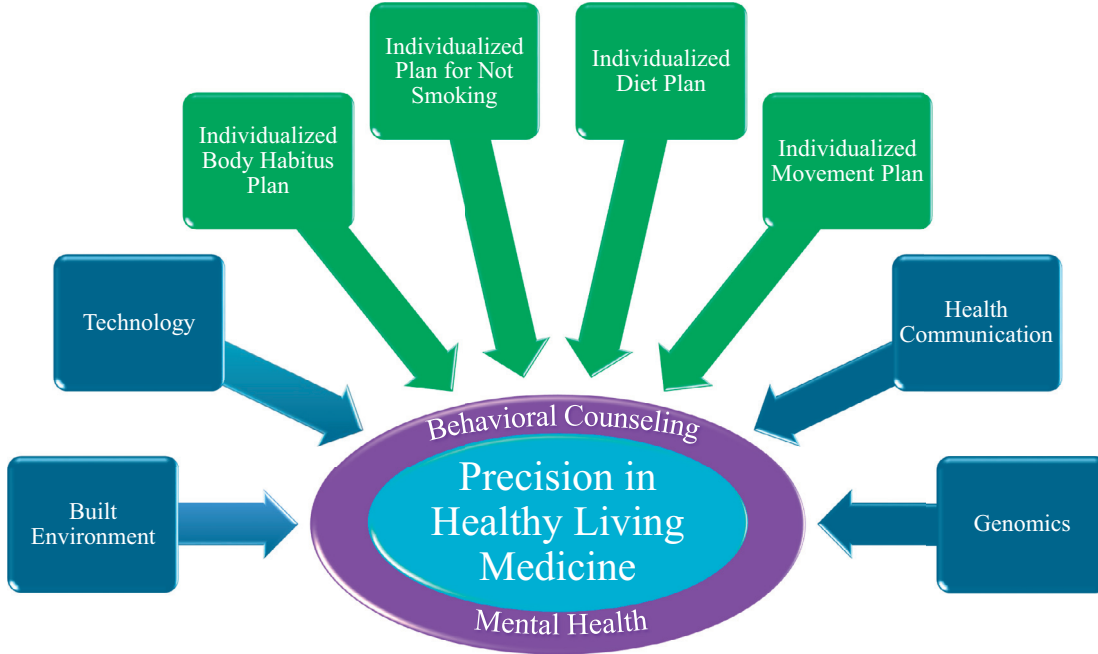 Individualized
Plan for Not
Smoking
Individualized
Diet Plan
Individualized
Body Habitus
Plan
Individualized
Movement Plan
Technology
Health
Communication
Behavioral Counseling
Precision in
Healthy Living
Medicine
Mental Health
Built
Environment
Genomics